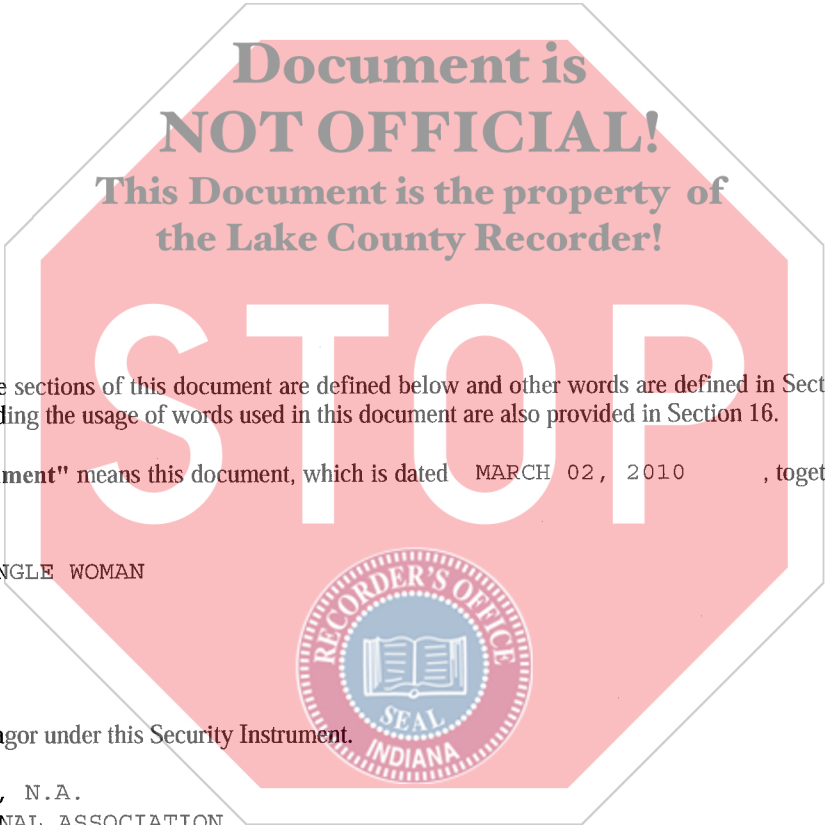 Document is
NOT OFFICIAL!
This Document is the property of
the Lake County Recorder!
STOP
e sections of this document are defined below and other words are defined in Sect
ding the usage of words used in this document are also provided in Section 16.
ment" means this document, which is dated MARCH 02, 2010 , toget
NGLE WOMAN
RECORDER'S OFFICE
SEAL
INDIANA
agor under this Security Instrument.
, N.A.
NAL ASSOCIATION